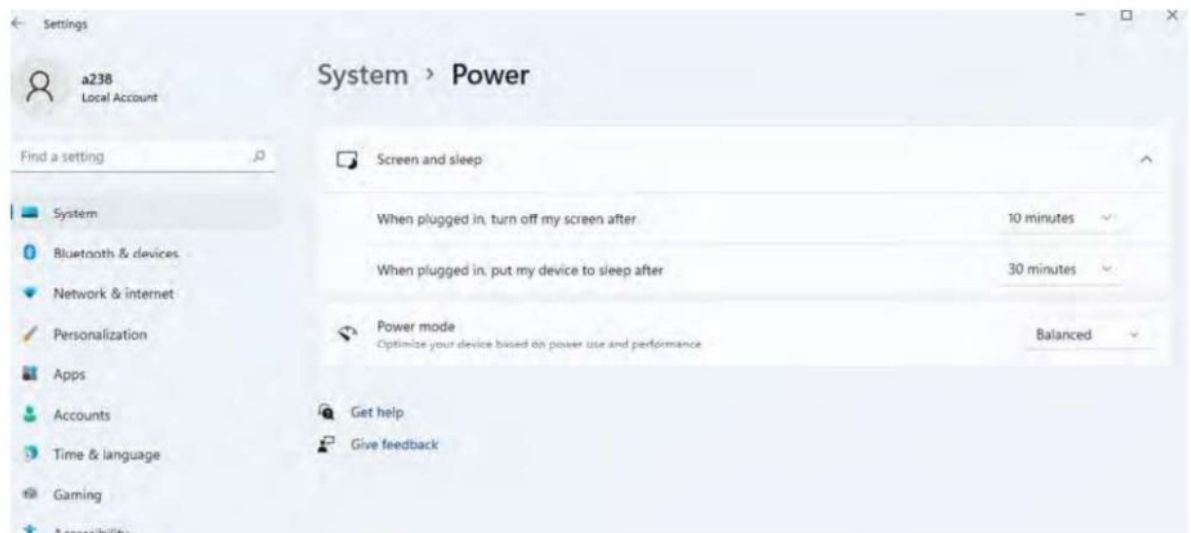 Settings
a238
Local Account
Find a setting
System
Bluetooth & devices
Network & internet
Personalization
Apps
Accounts
Time & language
Gaming
Accessibility
System > Power
Screen and sleep
When plugged in, turn off my screen after
10 minutes
When plugged in, put my device to sleep after
30 minutes
Power mode
Optimize your device based on power use and performance
Balanced
Get help
Give feedback